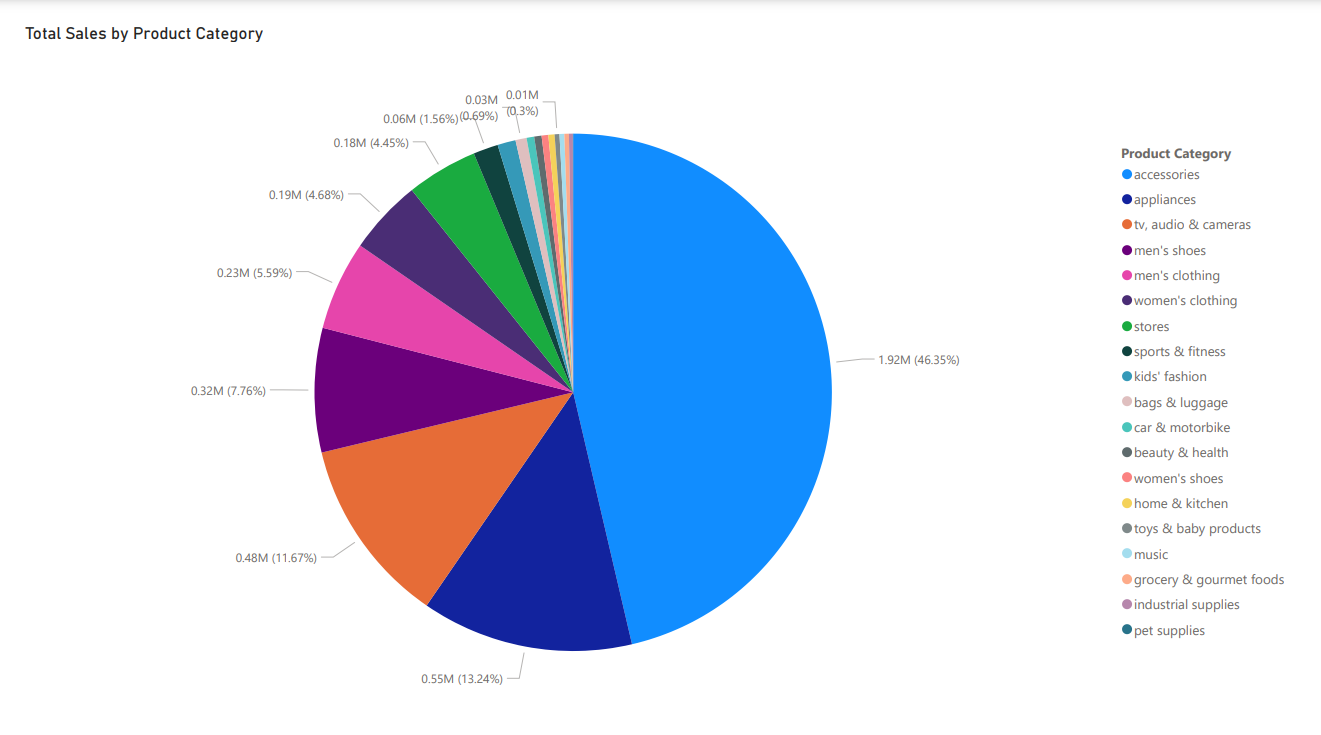 Total Sales by Product Category
0.01M
(0.3%)
0.03M
(0.69%)
0.06M (1.56%)
0.18M (4.45%)
0.19M (4.68%)
0.23M (5.59%)
0.32M (7.76%)
0.48M (11.67%)
0.55M (13.24%)
1.92M (46.35%)
Product Category
accessories
appliances
tv, audio & cameras
men's shoes
men's clothing
women's clothing
stores
sports & fitness
kids' fashion
bags & luggage
car & motorbike
beauty & health
women's shoes
home & kitchen
toys & baby products
music
grocery & gourmet foods
industrial supplies
pet supplies